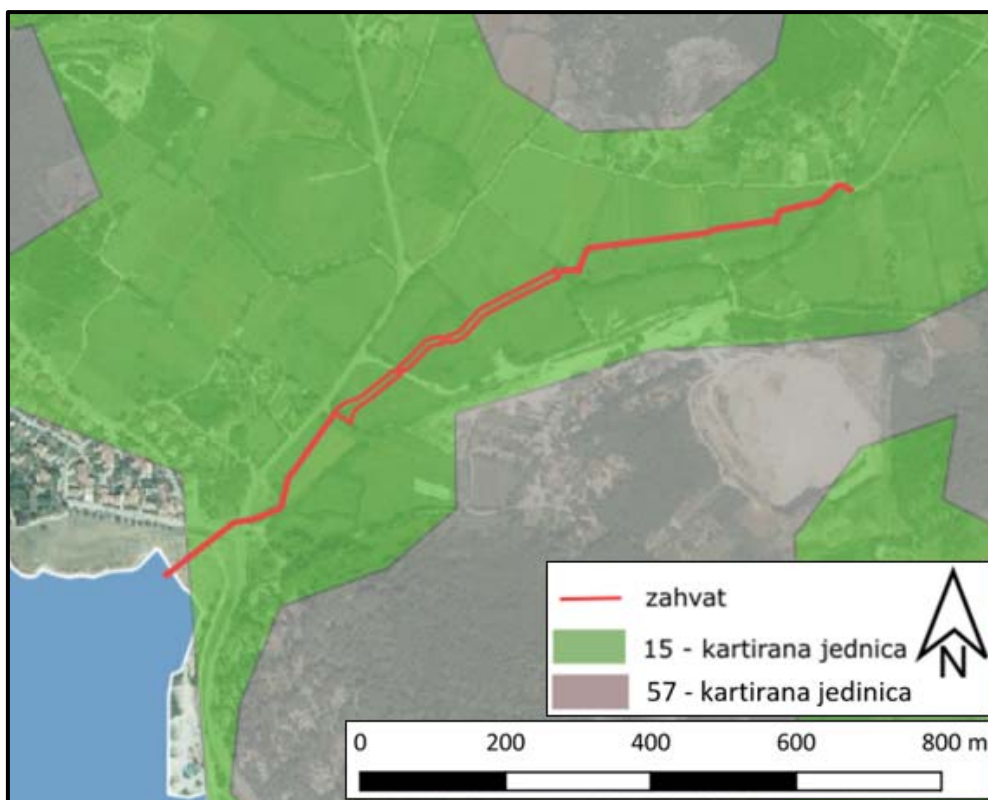 zahvat
15 - kartirana jednica
57 - kartirana jedinica
N
0 200 400 600 800 m